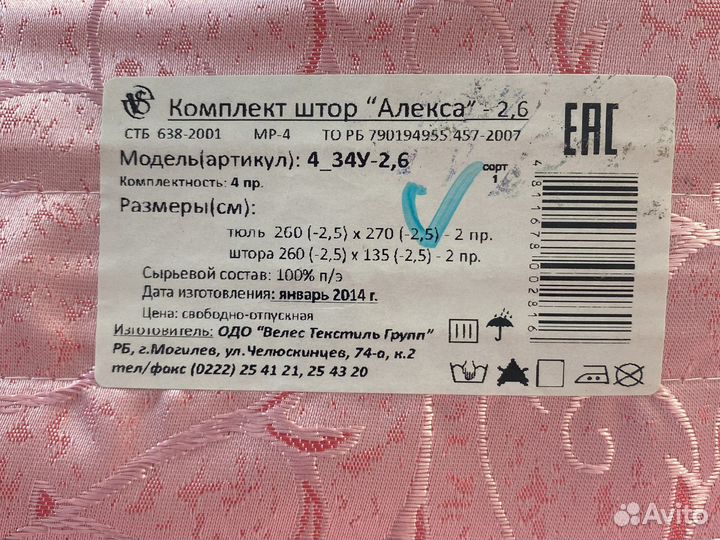 VS Комплект штор "Алекса" - 2,6
СТБ 638-2001 МР-4 ТО РБ 790194955 457-2007
EAC
Модель(артикул): 4_34У-2,6
сорт
1
Комплектность: 4 пр.
Размеры(см):
тюль 260 (-2,5) х 270 (-2,5) - 2 пр.
штора 260 (-2,5) х 135 (-2,5) - 2 пр.
Сырьевой состав: 100% п/э
Дата изготовления: январь 2014 г.
Цена: свободно-отпускная
Изготовитель: ОДО "Велес Текстиль Групп"
РБ, г.Могилев, ул.Челюскинцев, 74-а, к.2
тел/факс (0222) 25 41 21, 25 43 20
4811678002816
Avito